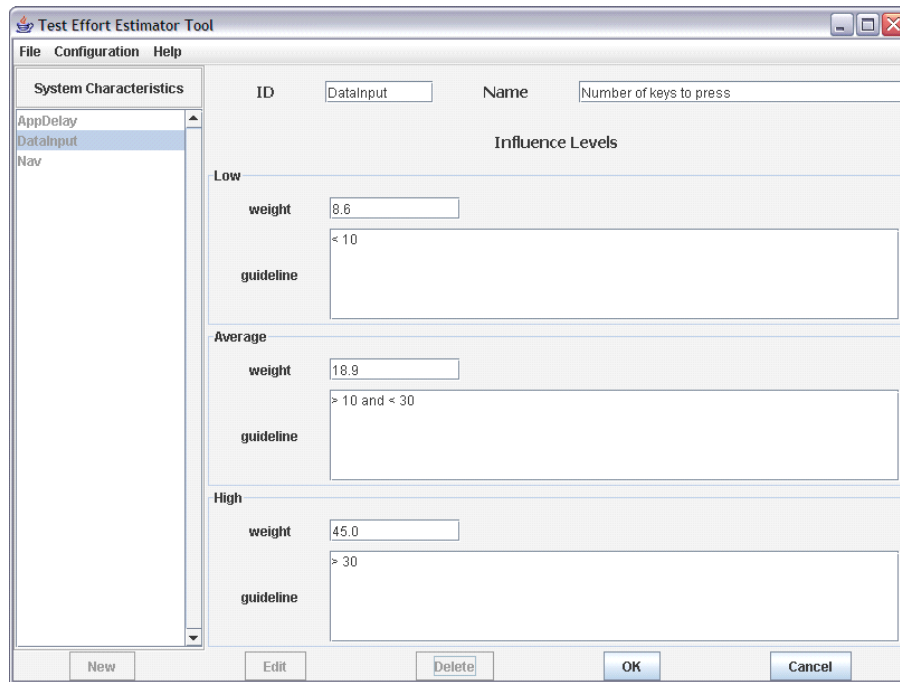 Test Effort Estimator Tool
File Configuration Help
System Characteristics
AppDelay
DataInput
Nav
ID DataInput Name Number of keys to press
Influence Levels
Low
weight 8.6
guideline < 10
Average
weight 18.9
guideline > 10 and < 30
High
weight 45.0
guideline > 30
New Edit Delete OK Cancel